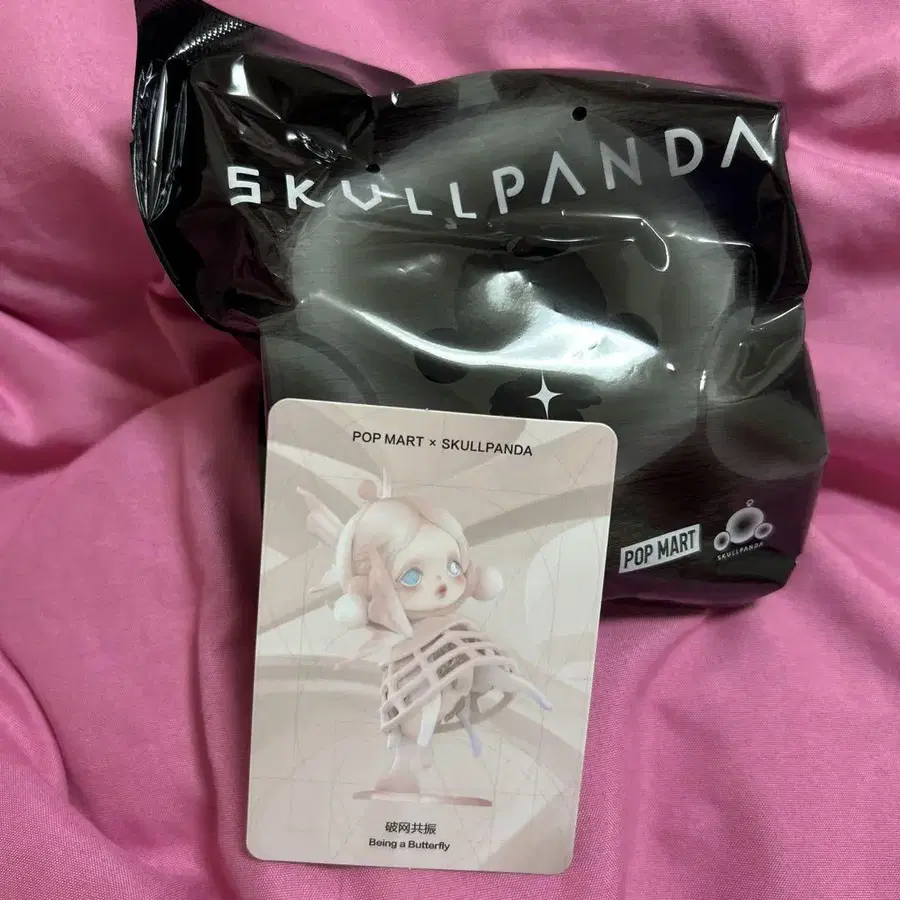 SKULLPANDA
POP MART × SKULLPANDA
POP MART
SKULLPANDA
破网共振
Being a Butterfly